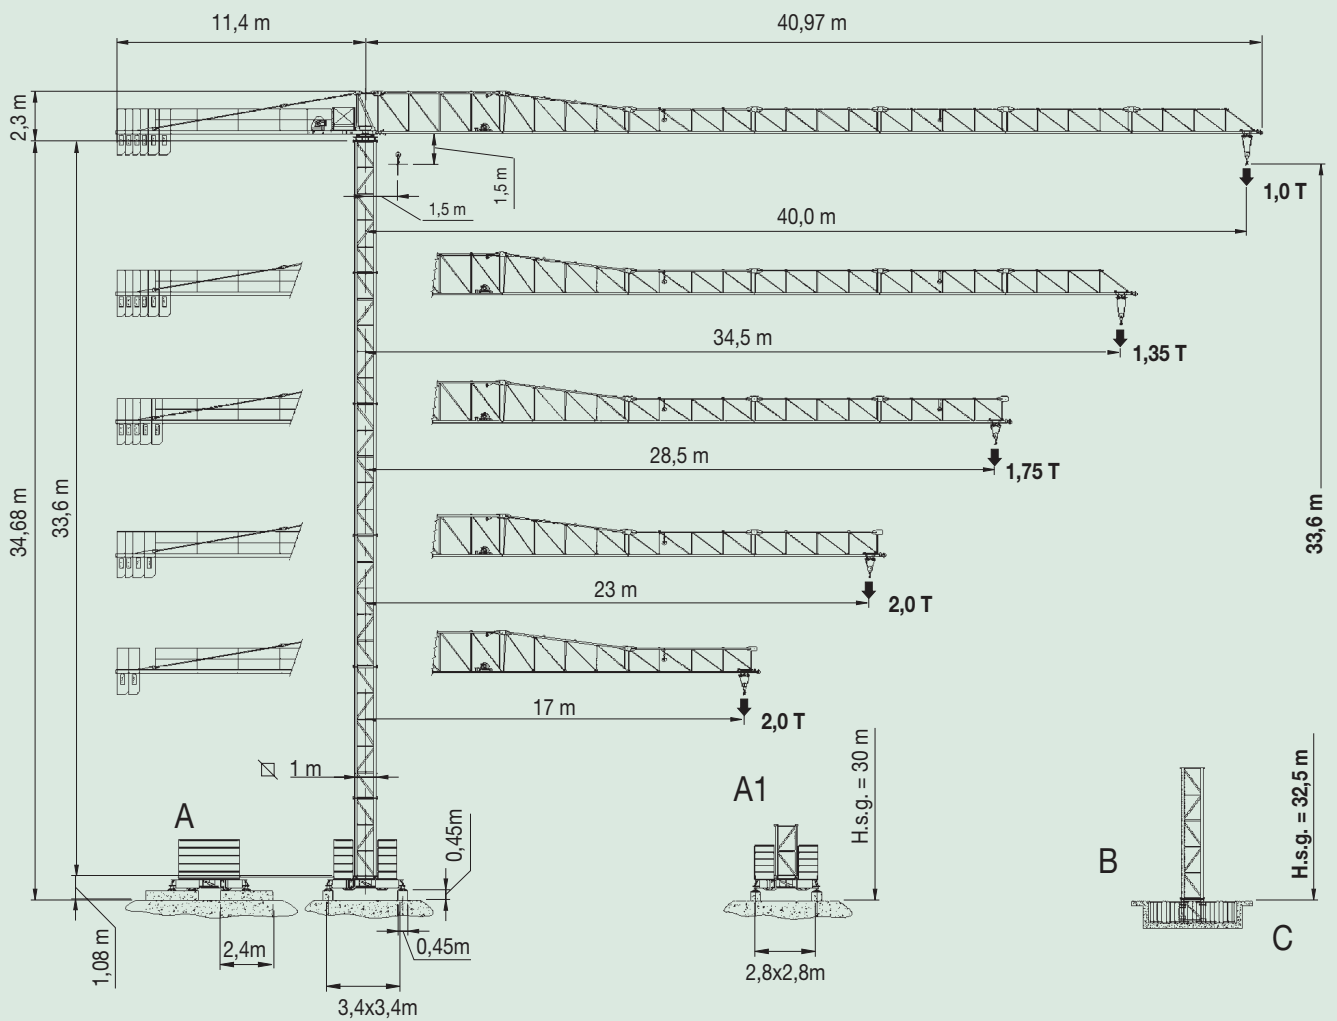 11,4 m
40,97 m
2,3 m
1,5 m
1,5 m
1,0 T
40,0 m
34,5 m
1,35 T
28,5 m
1,75 T
34,68 m
33,6 m
33,6 m
23 m
2,0 T
17 m
2,0 T
1 m
A
A1
H.s.g. = 30 m
H.s.g. = 32,5 m
0,45m
B
C
1,08 m
2,4m
0,45m
2,8x2,8m
3,4x3,4m